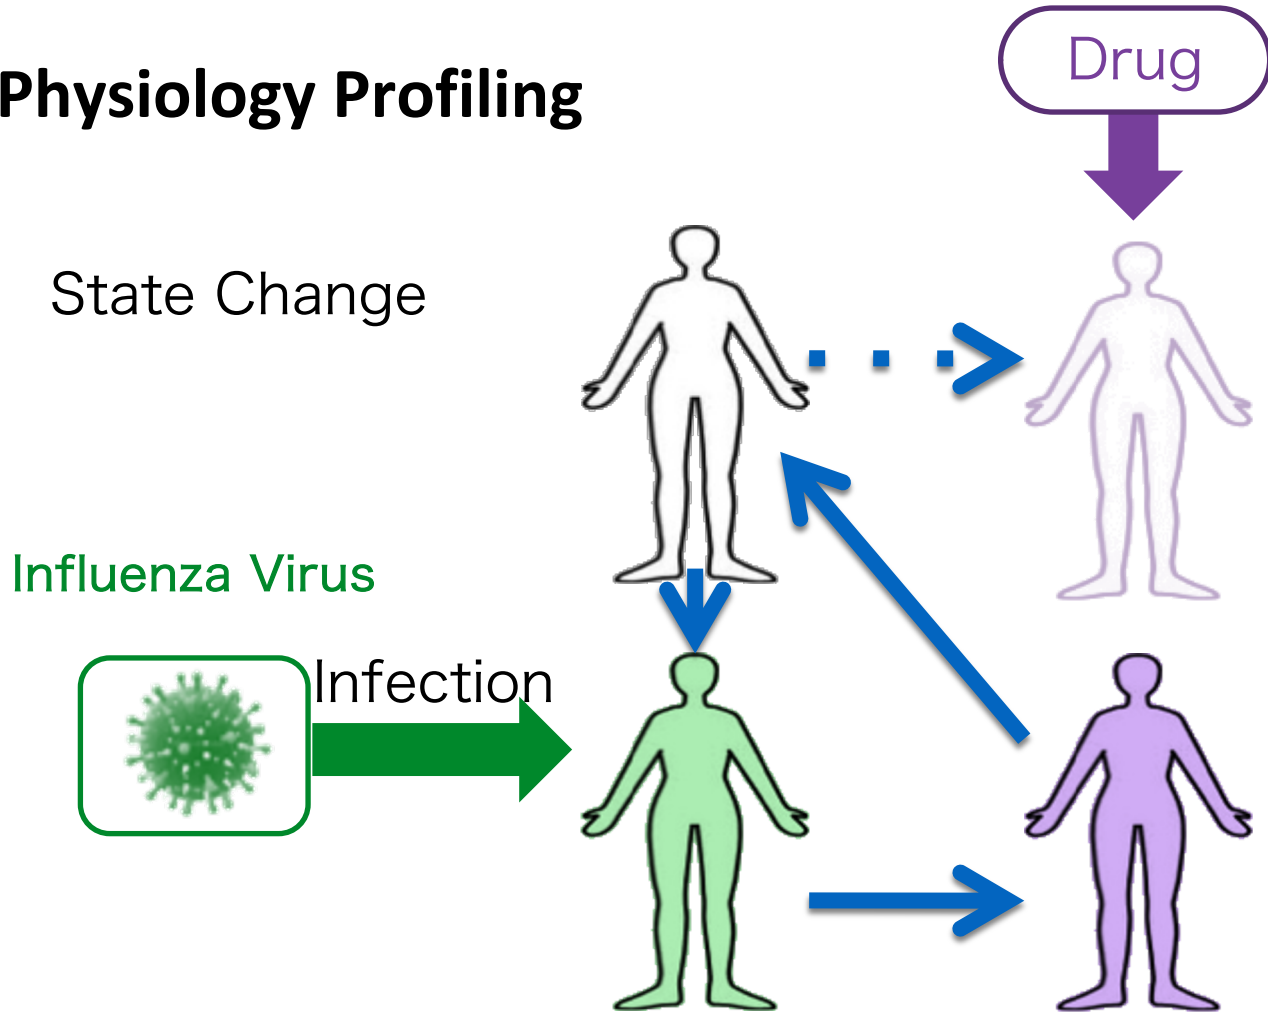 Drug
Physiology Profiling
State Change
Influenza Virus
Infection